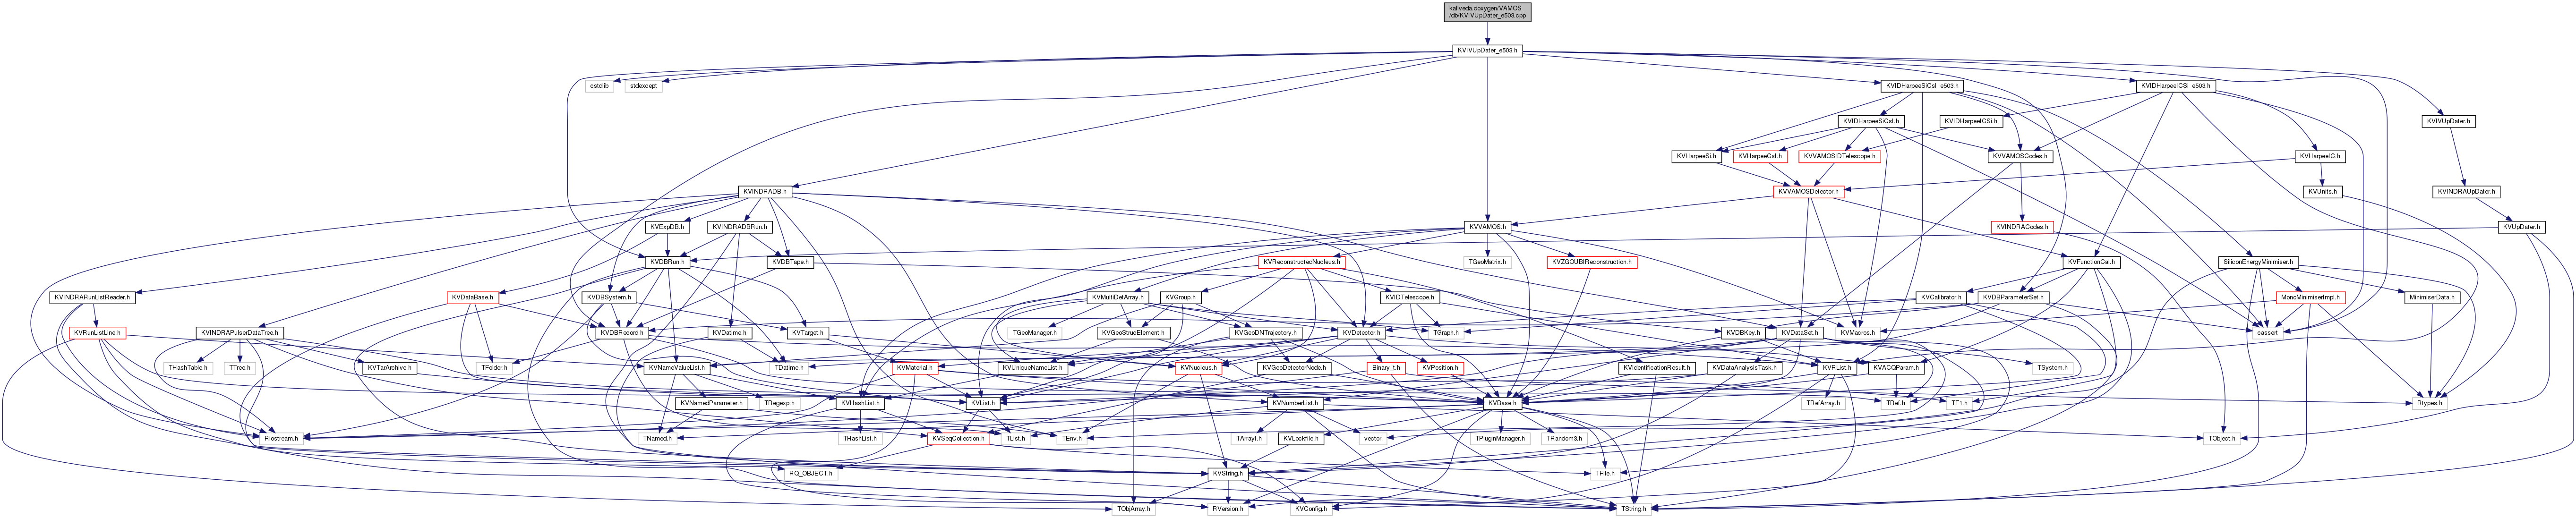 kaliveda.doxygen/VAMOS
/db/KVIVUpDater_e503.cpp
KVIVUpDater_e503.h
cstdlib
stdexcept
KVIDHarpeeSiCsI_e503.h
KVIDHarpeeICSi_e503.h
KVIDHarpeeSiCsI.h
KVIDHarpeeICSi.h
KVIVUpDater.h
KVHarpeeSi.h
KVHarpeeCsI.h
KVVAMOSIDTelescope.h
KVVAMOSCodes.h
KVHarpeeIC.h
KVINDRADB.h
KVVAMOSDetector.h
KVUnits.h
KVINDRAUpDater.h
KVExpDB.h
KVINDRADBRun.h
KVVAMOS.h
KVINDRACodes.h
KVUpDater.h
KVDBRun.h
KVDBTape.h
TGeoMatrix.h
KVZGOUBIReconstruction.h
KVReconstructedNucleus.h
KVFunctionCal.h
SiliconEnergyMinimiser.h
KVINDRARunListReader.h
KVDataBase.h
KVDBSystem.h
KVMultiDetArray.h
KVGroup.h
KVIDTelescope.h
KVCalibrator.h
KVDBParameterSet.h
MonoMinimiserImpl.h
MinimiserData.h
KVRunListLine.h
KVINDRAPulserDataTree.h
KVDBRecord.h
KVDatime.h
KVTarget.h
TGeoManager.h
KVGeoStrucElement.h
KVGeoDNTrajectory.h
KVDetector.h
TGraph.h
KVDBKey.h
KVDataSet.h
KVMacros.h
cassert
THashTable.h
TTree.h
KVTarArchive.h
TFolder.h
KVNameValueList.h
TDatime.h
KVMaterial.h
KVUniqueNameList.h
KVNucleus.h
KVGeoDetectorNode.h
Binary_t.h
KVPosition.h
KVIdentificationResult.h
KVDataAnalysisTask.h
KVRList.h
KVACQParam.h
TSystem.h
KVNamedParameter.h
TRegexp.h
KVHashList.h
KVList.h
KVNumberList.h
KVBase.h
TRefArray.h
TRef.h
TF1.h
Rtypes.h
Riostream.h
TNamed.h
THashList.h
KVSeqCollection.h
TList.h
TEnv.h
TArrayI.h
KVLockfile.h
vector
TPluginManager.h
TRandom3.h
TObject.h
RQ_OBJECT.h
KVString.h
TFile.h
TObjArray.h
RVersion.h
KVConfig.h
TString.h